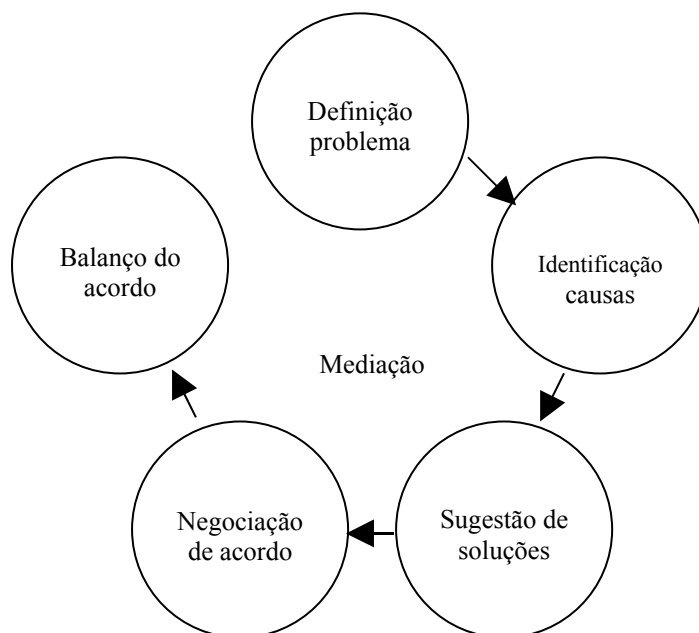 Definição
problema
Identificação
causas
Sugestão de
soluções
Negociação
de acordo
Balanço do
acordo
Mediação